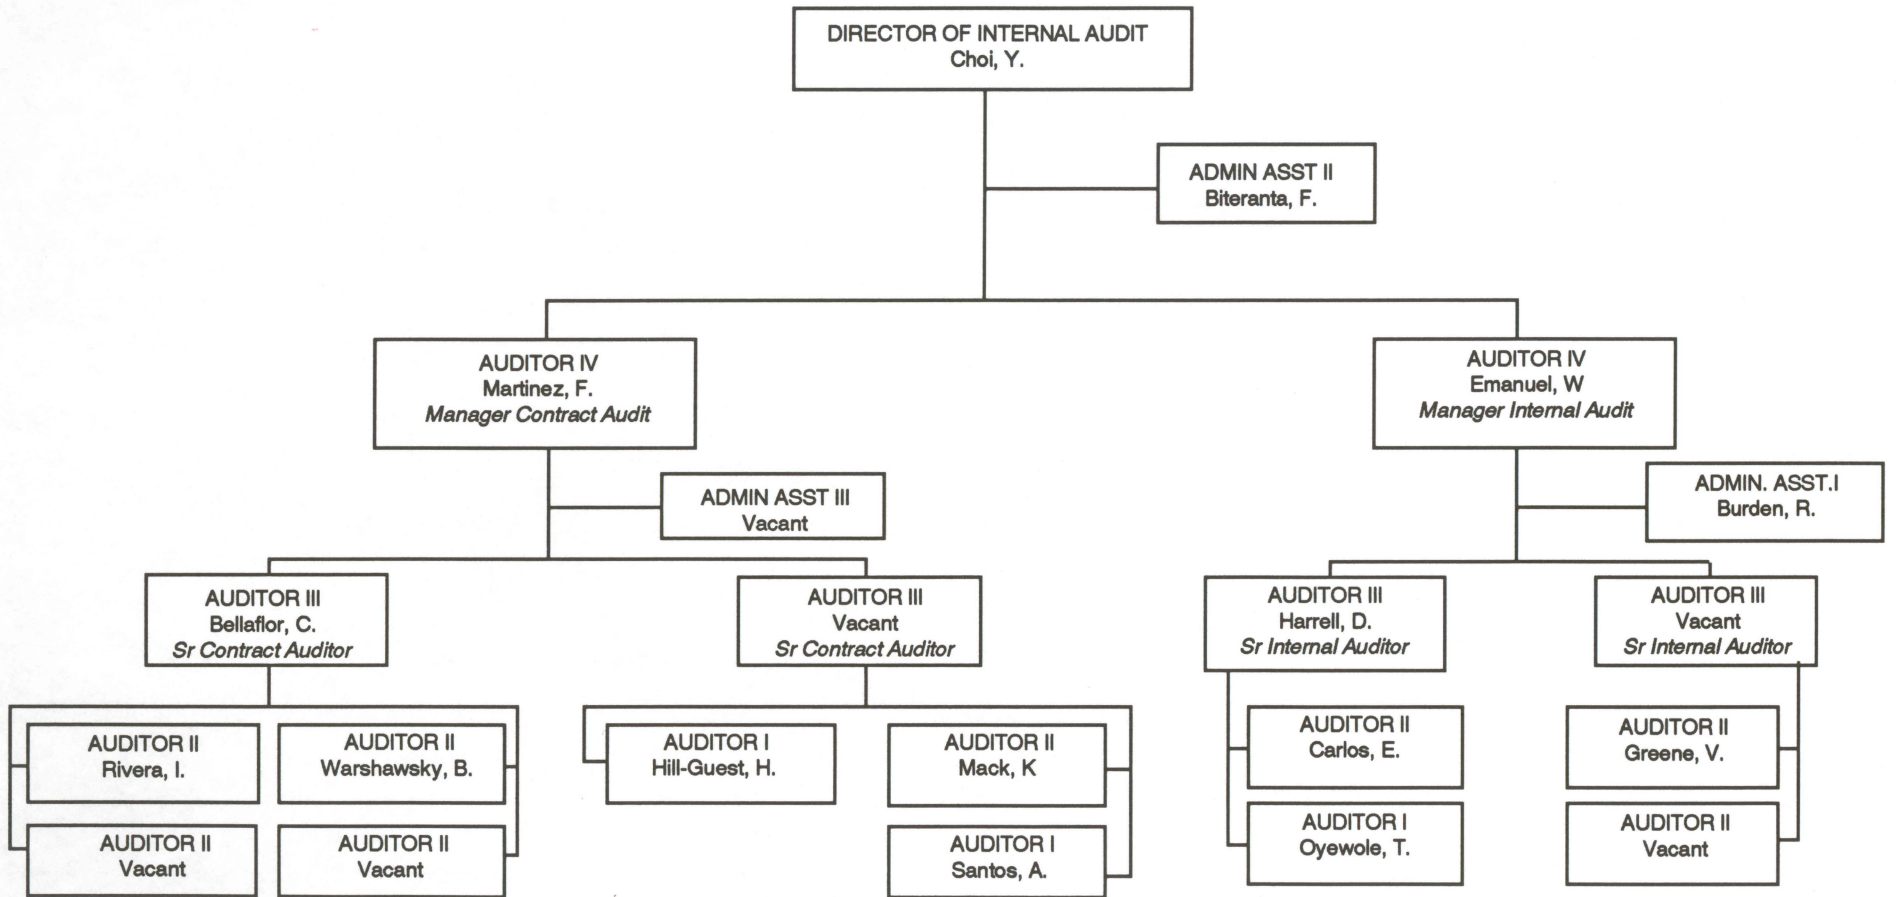 DIRECTOR OF INTERNAL AUDIT
Choi, Y.
ADMIN ASST II
Biteranta, F.
AUDITOR IV
Martinez, F.
Manager Contract Audit
AUDITOR IV
Emanuel, W
Manager Internal Audit
ADMIN ASST III
Vacant
ADMIN. ASST.I
Burden, R.
AUDITOR III
Bellaflor, C.
Sr Contract Auditor
AUDITOR III
Vacant
Sr Contract Auditor
AUDITOR III
Harrell, D.
Sr Internal Auditor
AUDITOR III
Vacant
Sr Internal Auditor
AUDITOR II
Rivera, I.
AUDITOR II
Warshawsky, B.
AUDITOR II
Vacant
AUDITOR II
Vacant
AUDITOR I
Hill-Guest, H.
AUDITOR II
Mack, K
AUDITOR I
Santos, A.
AUDITOR II
Carlos, E.
AUDITOR I
Oyewole, T.
AUDITOR II
Greene, V.
AUDITOR II
Vacant